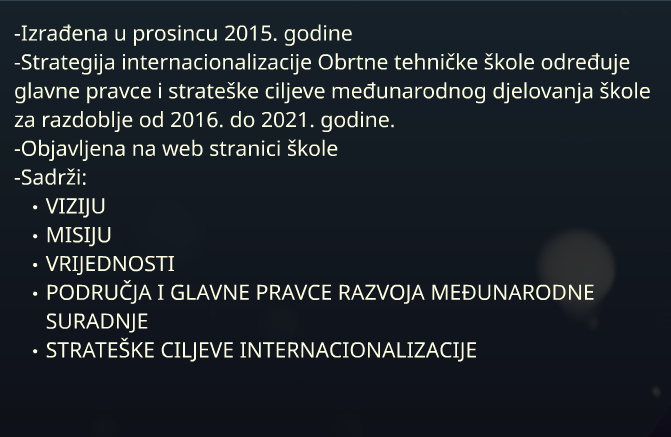 -Izrađena u prosincu 2015. godine
-Strategija internacionalizacije Obrtne tehničke škole određuje
glavne pravce i strateške ciljeve međunarodnog djelovanja škole
za razdoblje od 2016. do 2021. godine.
-Objavljena na web stranici škole
-Sadrži:
• VIZIJU
• MISIJU
• VRIJEDNOSTI
• PODRUČJA I GLAVNE PRAVCE RAZVOJA MEĐUNARODNE
SURADNJE
• STRATEŠKE CILJEVE INTERNACIONALIZACIJE